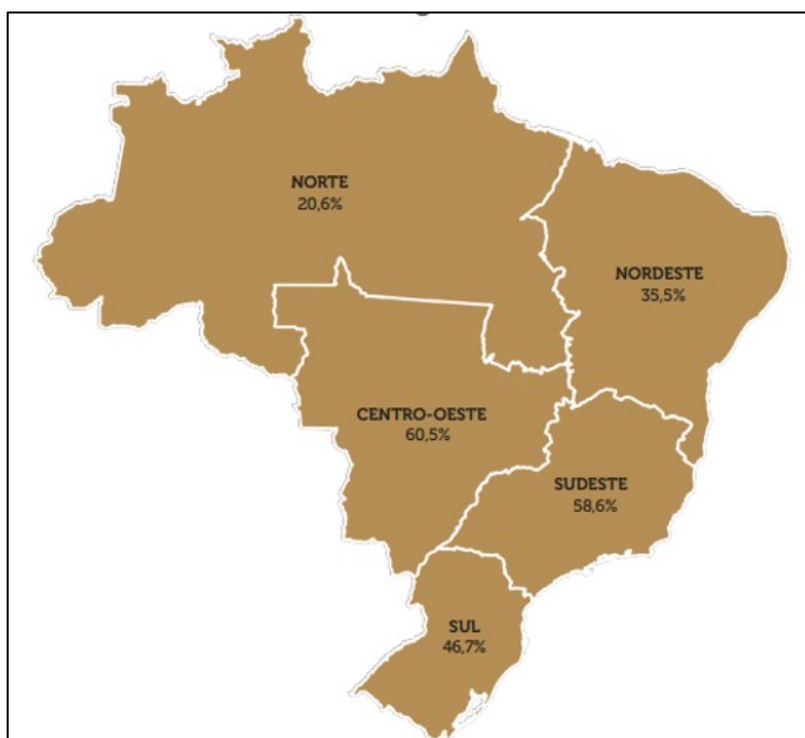 NORTE
20,6%
NORDESTE
35,5%
CENTRO-OESTE
60,5%
SUDESTE
58,6%
SUL
46,7%